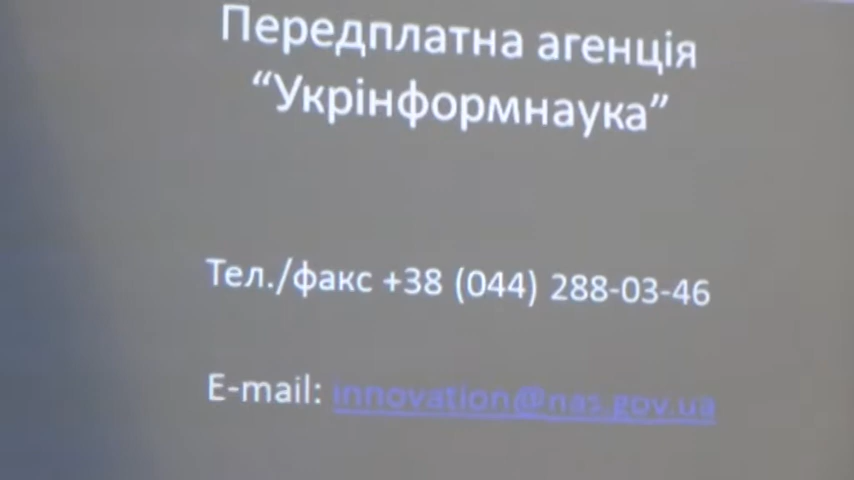 Передплатна агенція
“Укрінформнаука”
Тел./факс +38 (044) 288-03-46
E-mail: innovation@nas.gov.ua